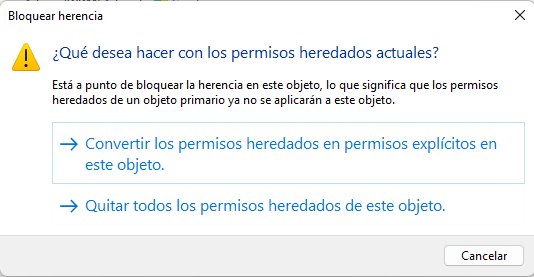 Bloquear herencia
¿Qué desea hacer con los permisos heredados actuales?
Está a punto de bloquear la herencia en este objeto, lo que significa que los permisos
heredados de un objeto primario ya no se aplicarán a este objeto.
Convertir los permisos heredados en permisos explícitos en
este objeto.
Quitar todos los permisos heredados de este objeto.
Cancelar